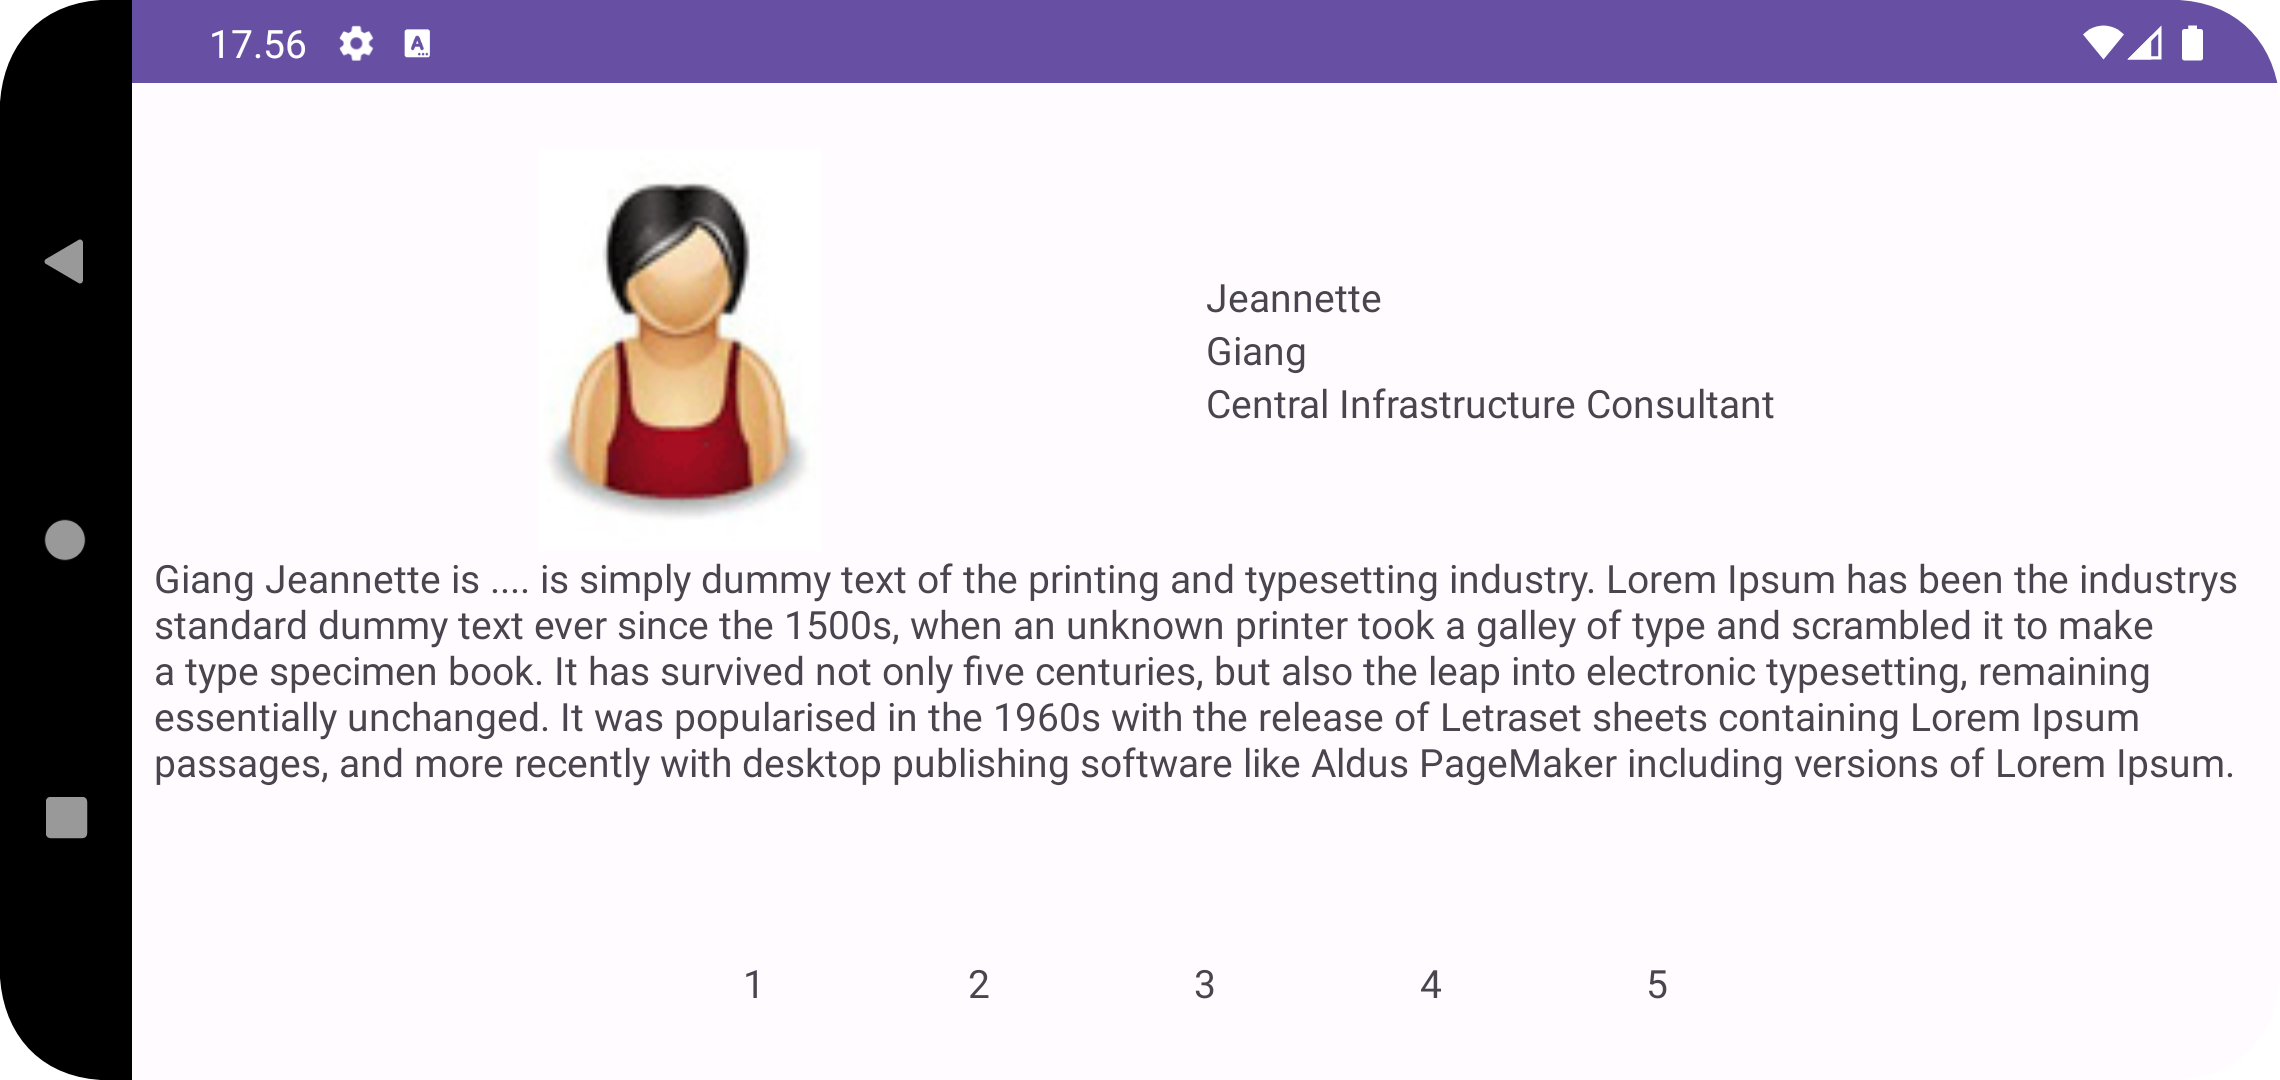 17.56
Jeannette
Giang
Central Infrastructure Consultant
Giang Jeannette is .... is simply dummy text of the printing and typesetting industry. Lorem Ipsum has been the industrys
standard dummy text ever since the 1500s, when an unknown printer took a galley of type and scrambled it to make
a type specimen book. It has survived not only five centuries, but also the leap into electronic typesetting, remaining
essentially unchanged. It was popularised in the 1960s with the release of Letraset sheets containing Lorem Ipsum
passages, and more recently with desktop publishing software like Aldus PageMaker including versions of Lorem Ipsum.
1 2 3 4 5